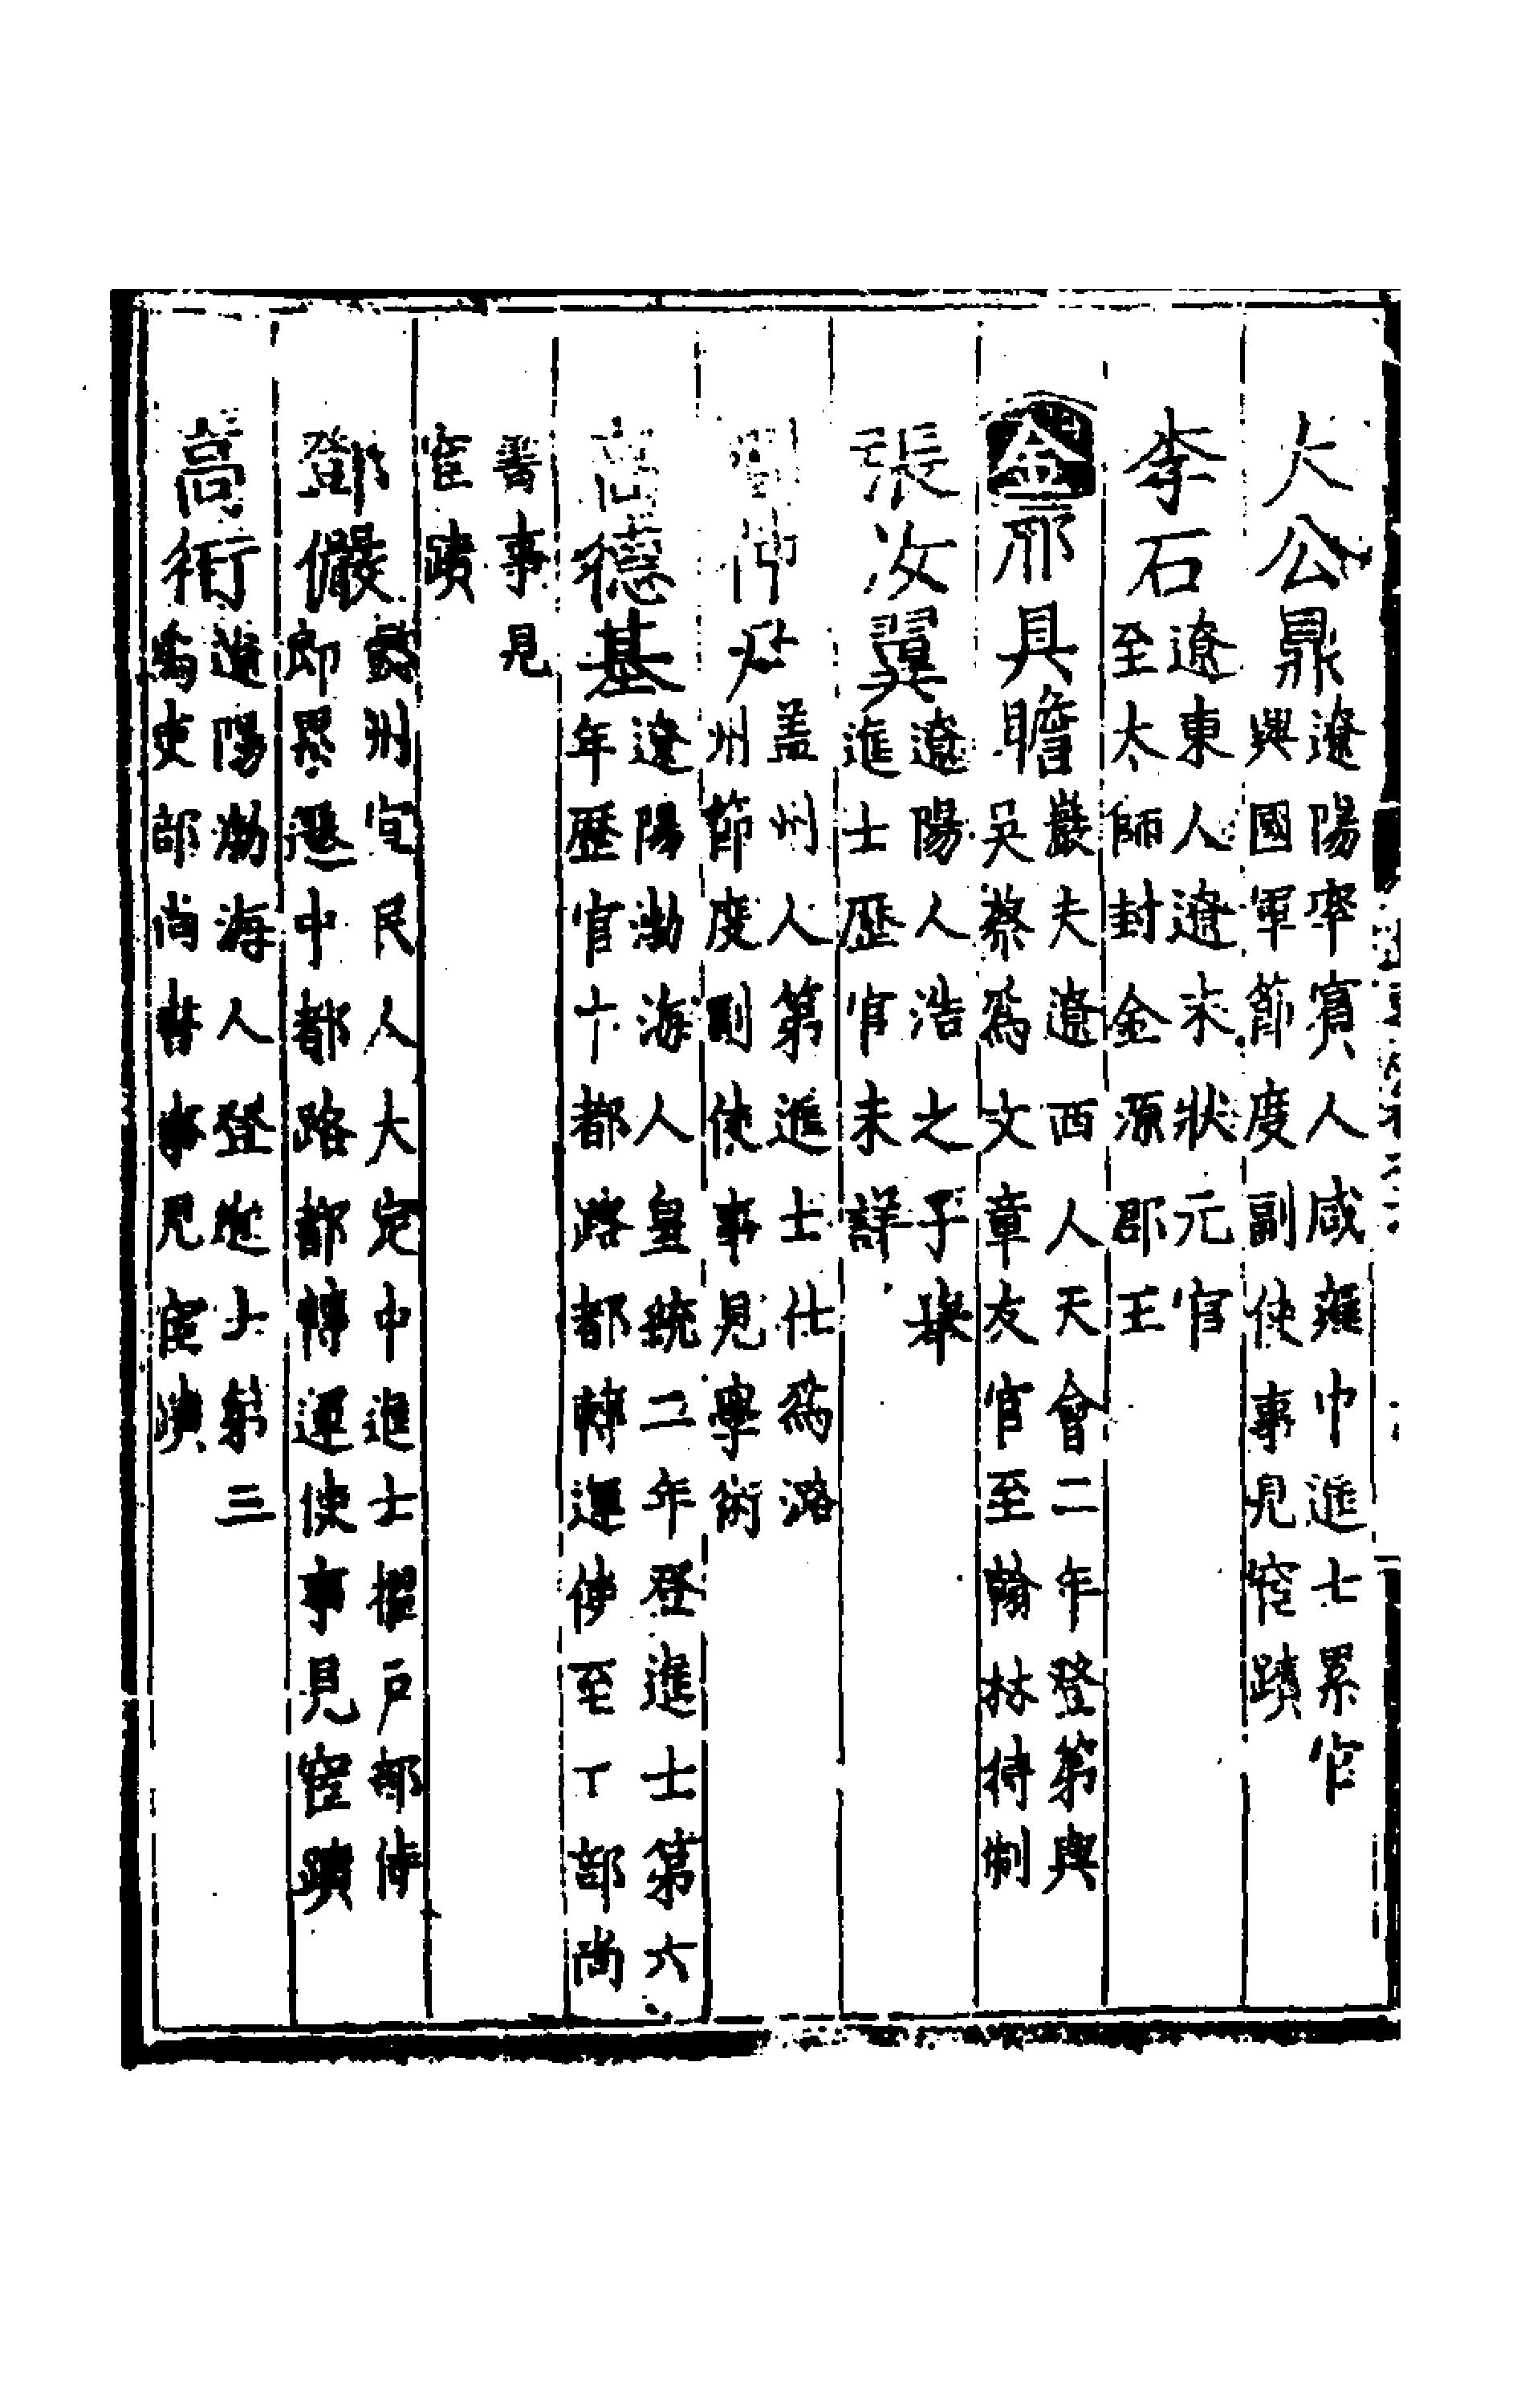 大公鼎遼陽率賓人咸雍中進士累官
興國軍節度副使事見宦蹟
李石遼東人遼末狀元官
至太師封金源郡王
金邢具瞻巖夫遼西人天會二年登第與
吳蔡爲文章友官至翰林待制
張汝翼遼陽人浩之子舉
進士歷官未詳
仲 蓋州人第進士仕爲潞
州節度副使事見學術
高德基遼陽渤海人皇統二年登進士第六
年歷官十都路都轉運使至工部尚
書事見
宦蹟
鄧儼懿州宜民人大定中進士擢戶部侍
郎累遷中都路都轉運使事見宦蹟
高衎遼陽渤海人登進士第三
爲吏部尚書事見宦蹟